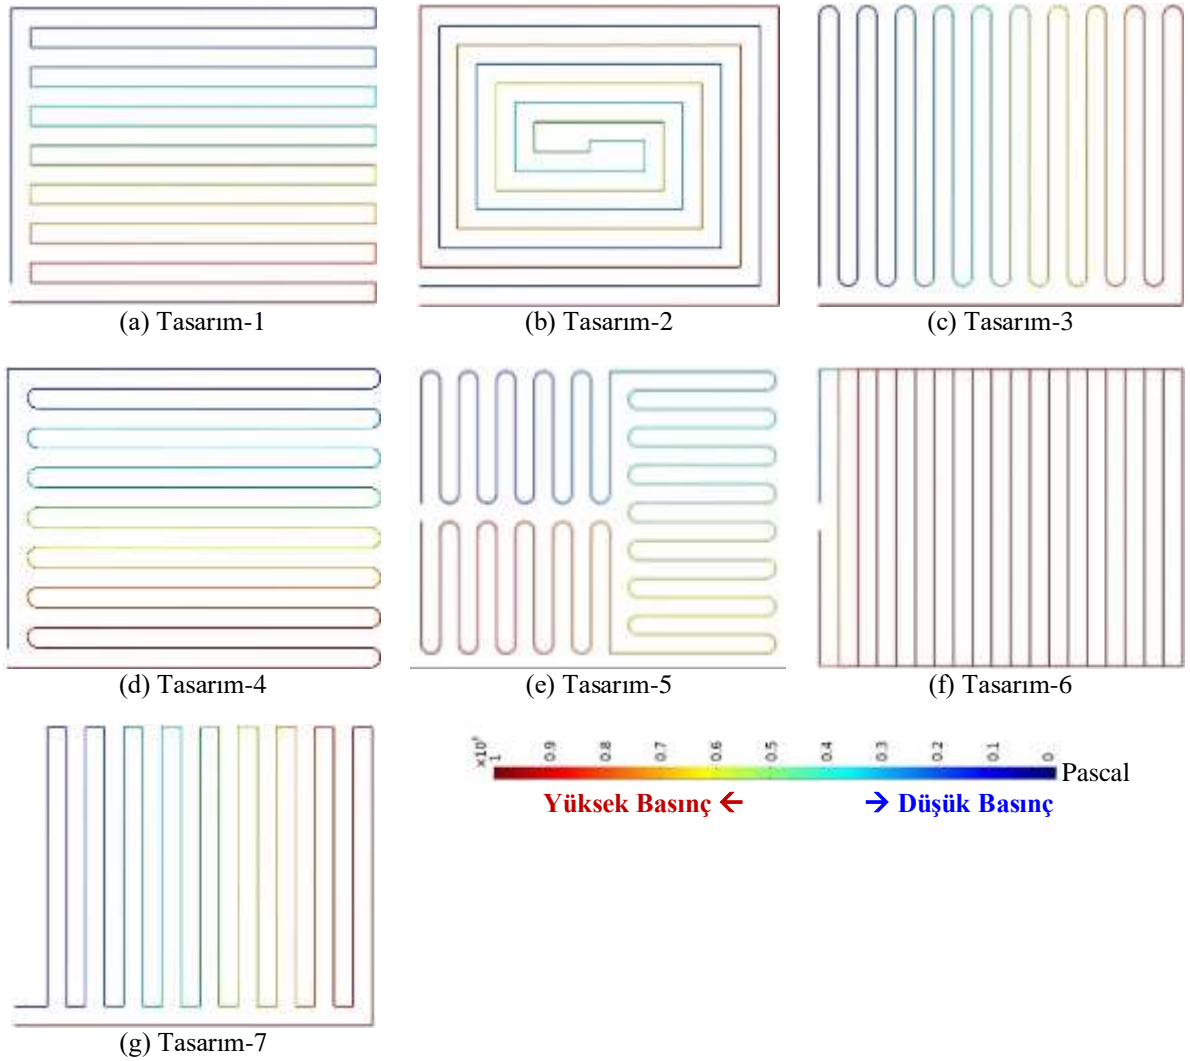 (a) Tasarım-1
(b) Tasarım-2
(c) Tasarım-3
(d) Tasarım-4
(e) Tasarım-5
(f) Tasarım-6
×10⁵
1 0.9 0.8 0.7 0.6 0.5 0.4 0.3 0.2 0.1 0
Pascal
Yüksek Basınç ← → Düşük Basınç
(g) Tasarım-7